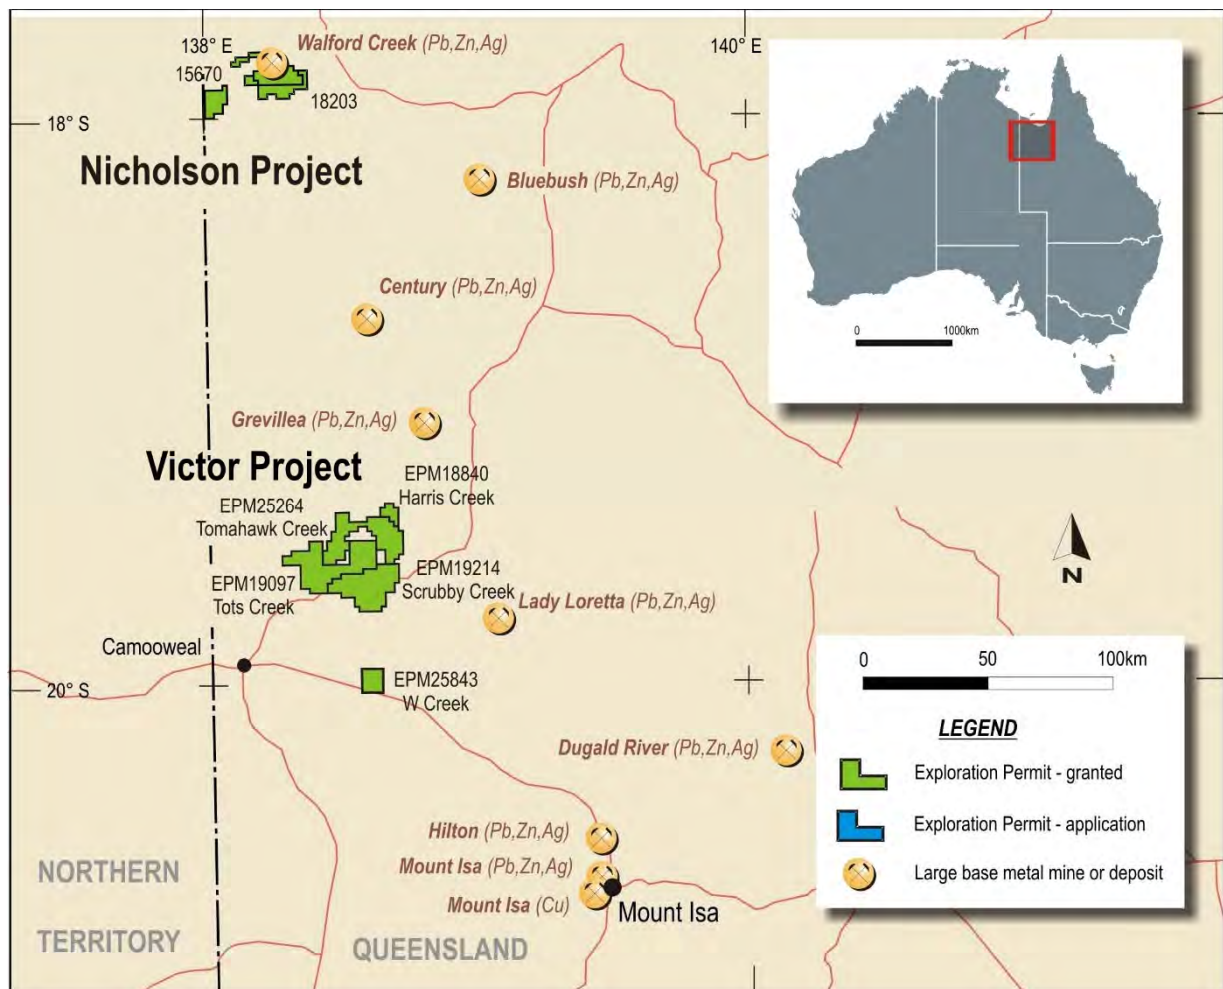 138° E
Walford Creek (Pb,Zn,Ag)
140° E
15670
18203
18° S
Nicholson Project
Bluebush (Pb,Zn,Ag)
Century (Pb,Zn,Ag)
0
1000km
Grevillea (Pb,Zn,Ag)
Victor Project
EPM18840
Harris Creek
EPM25264
Tomahawk Creek
EPM19097
Tots Creek
EPM19214
Scrubby Creek
Lady Loretta (Pb,Zn,Ag)
N
Camooweal
20° S
EPM25843
W Creek
Dugald River (Pb,Zn,Ag)
Hilton (Pb,Zn,Ag)
Mount Isa (Pb,Zn,Ag)
Mount Isa (Cu)
Mount Isa
NORTHERN
TERRITORY
QUEENSLAND
0 50 100km
LEGEND
Exploration Permit - granted
Exploration Permit - application
Large base metal mine or deposit